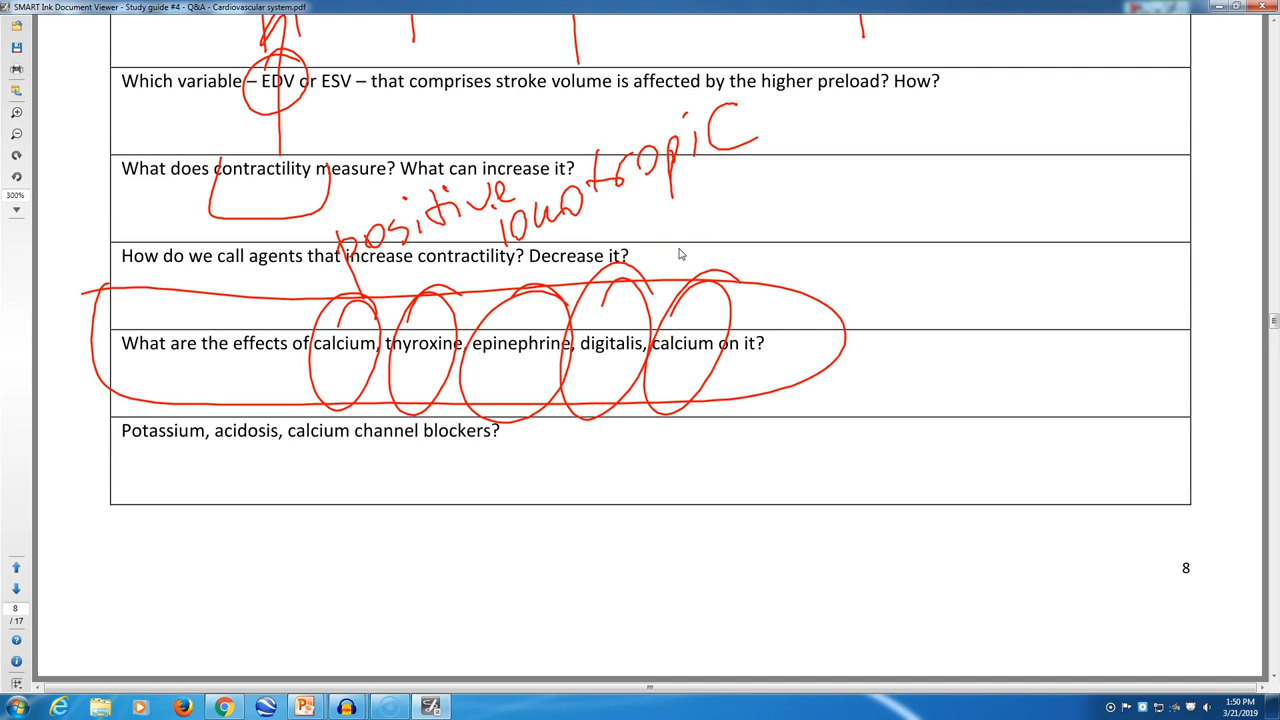 SMART Ink Document Viewer - Study guide #4 - Q&A - Cardiovascular system.pdf
Which variable – EDV or ESV – that comprises stroke volume is affected by the higher preload? How?
What does contractility measure? What can increase it?
300%
positive ionotropic
How do we call agents that increase contractility? Decrease it?
What are the effects of calcium, thyroxine, epinephrine, digitalis, calcium on it?
Potassium, acidosis, calcium channel blockers?
8
8
/ 17
1:50 PM
3/21/2019